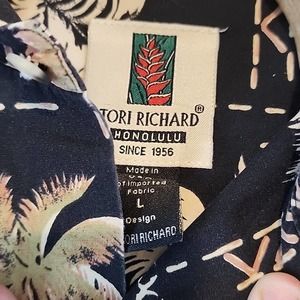 TORI RICHARD®
HONOLULU
SINCE 1956
Made in
U.S.A.
of Imported
Fabric
L
Design
TORI RICHARD